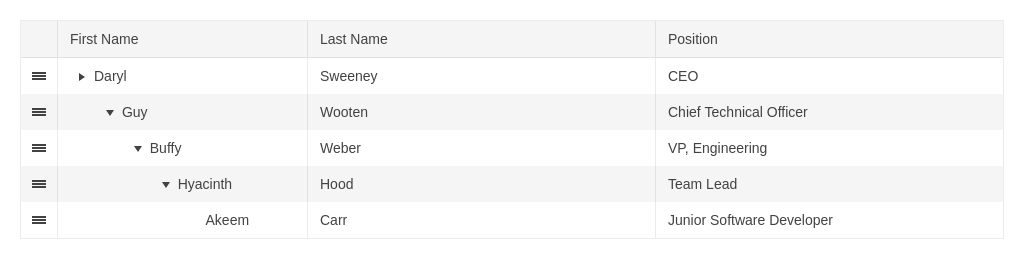 First Name Last Name Position
Daryl Sweeney CEO
Guy Wooten Chief Technical Officer
Buffy Weber VP, Engineering
Hyacinth Hood Team Lead
Akeem Carr Junior Software Developer